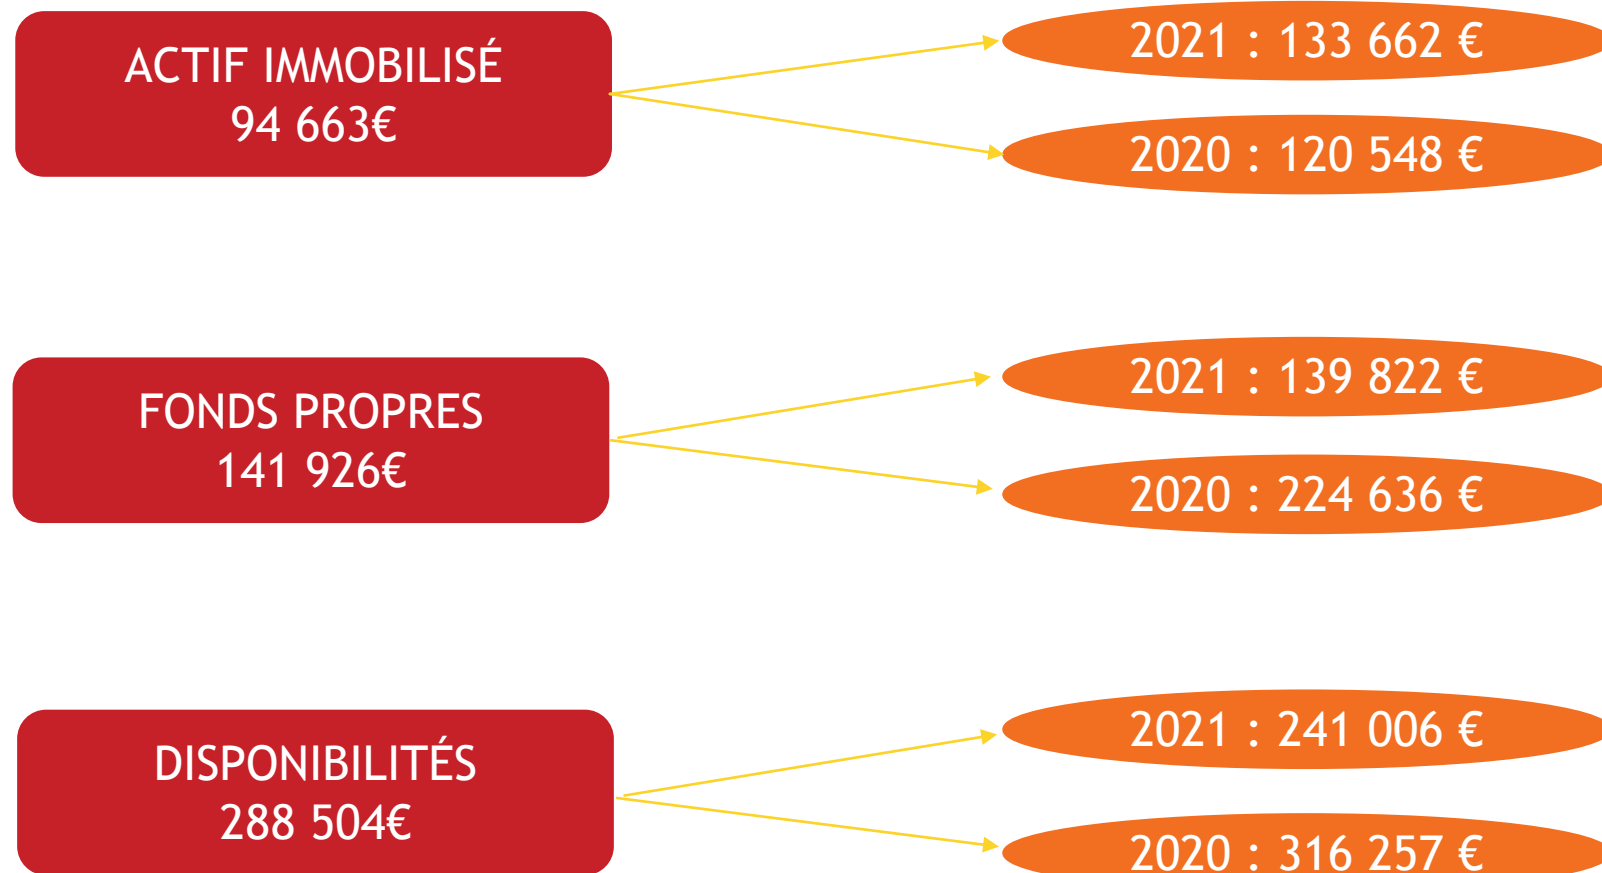 ACTIF IMMOBILISÉ
94 663€
2021 : 133 662 €
2020 : 120 548 €
FONDS PROPRES
141 926€
2021 : 139 822 €
2020 : 224 636 €
DISPONIBILITÉS
288 504€
2021 : 241 006 €
2020 : 316 257 €